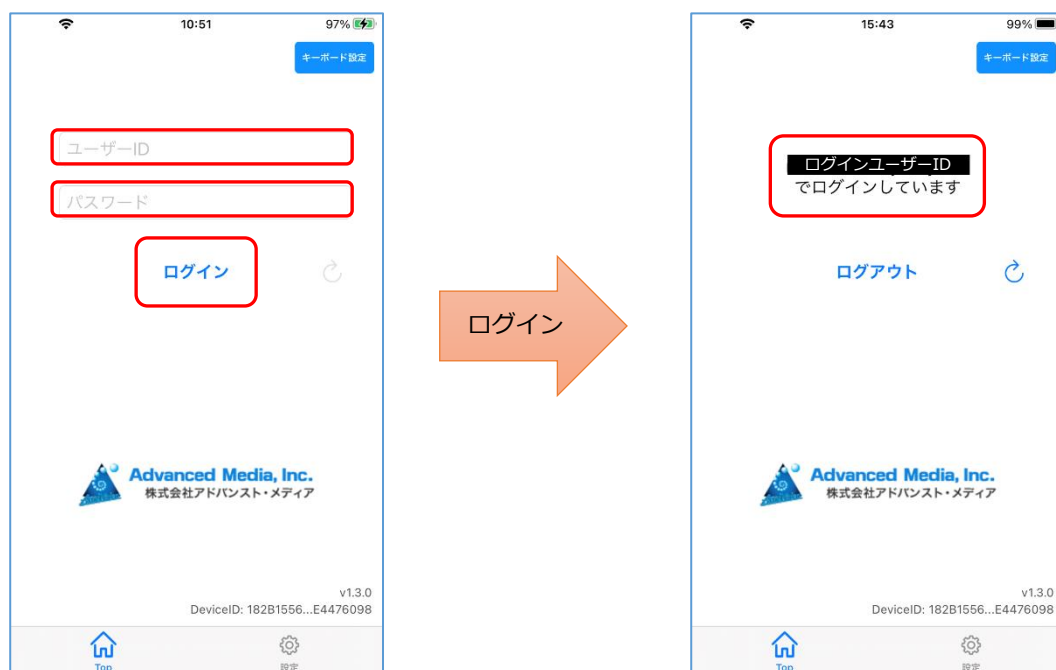 10:51
97%
キーボード設定
ユーザーID
パスワード
ログイン
Advanced Media, Inc.
株式会社アドバンスト・メディア
v1.3.0
DeviceID: 182B1556...E4476098
Top
設定
ログイン
15:43
99%
キーボード設定
ログインユーザーID
でログインしています
ログアウト
Advanced Media, Inc.
株式会社アドバンスト・メディア
v1.3.0
DeviceID: 182B1556...E4476098
Top
設定